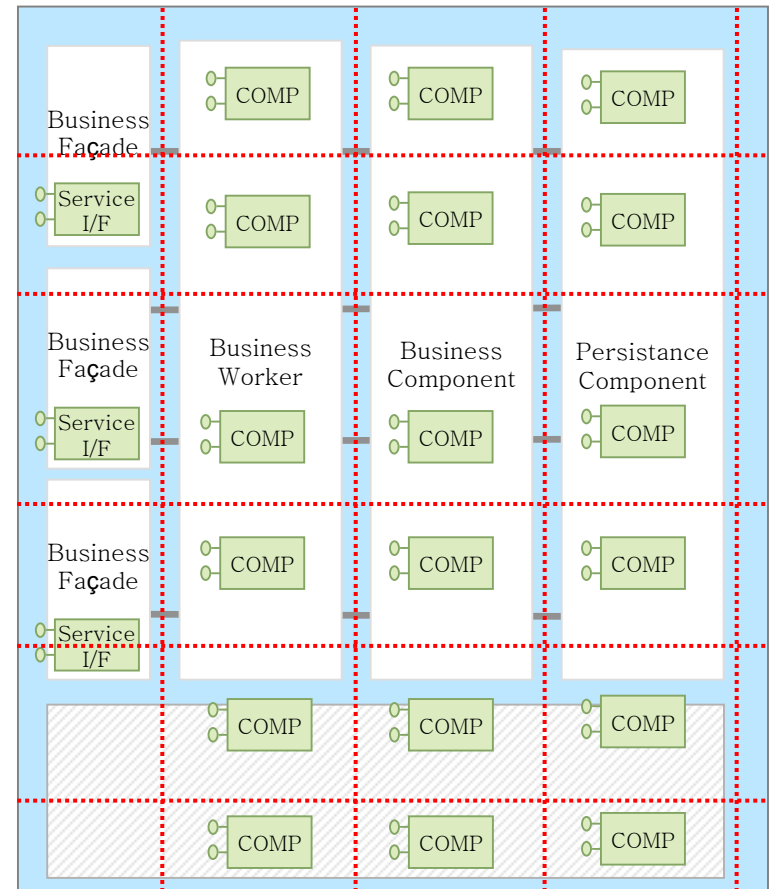 COMP
COMP
COMP
Business
Façade
Service
I/F
COMP
COMP
COMP
Business
Façade
Business
Worker
Business
Component
Persistance
Component
Service
I/F
COMP
COMP
COMP
Business
Façade
COMP
COMP
COMP
Service
I/F
COMP
COMP
COMP
COMP
COMP
COMP